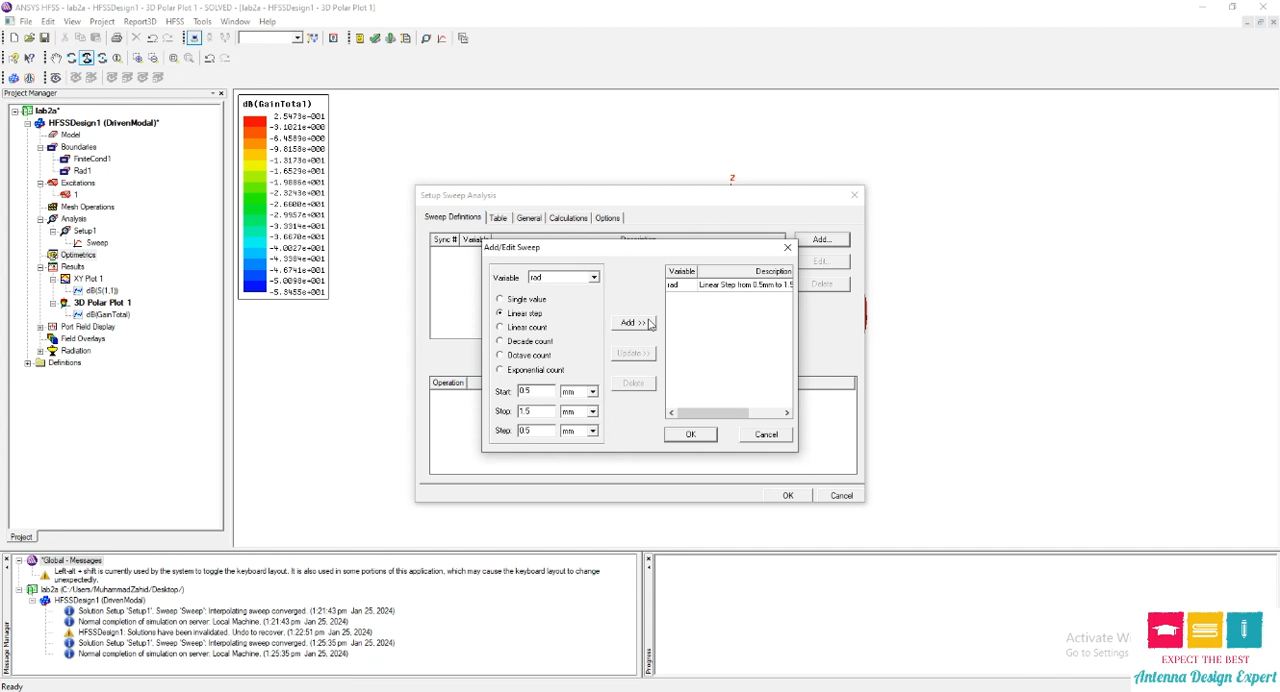 ANSYS HFSS - lab2a - HFSSDesign1 - 3D Polar Plot 1 - SOLVED - [lab2a - HFSSDesign1 - 3D Polar Plot 1]
File Edit View Project Report3D HFSS Tools Window Help
Project Manager
lab2a*
HFSSDesign1 (DrivenModal)*
Model
Boundaries
FiniteCond1
Rad1
Excitations
1
Mesh Operations
Analysis
Setup1
Sweep
Optimetrics
Results
XY Plot 1
dB(S(1,1))
3D Polar Plot 1
dB(GainTotal)
Port Field Display
Field Overlays
Radiation
Definitions
Project
dB(GainTotal)
2.5473e-001
-3.1021e+000
-6.4589e+000
-9.8158e+000
-1.3173e+001
-1.6529e+001
-1.9886e+001
-2.3243e+001
-2.6600e+001
-2.9957e+001
-3.3314e+001
-3.6670e+001
-4.0027e+001
-4.3384e+001
-4.6741e+001
-5.0098e+001
-5.3455e+001
Z
Setup Sweep Analysis
Sweep Definitions Table General Calculations Options
Sync # Variable Description
Add...
Edit...
Delete
Operation
OK Cancel
Add/Edit Sweep
Variable rad
Single value
Linear step
Linear count
Decade count
Octave count
Exponential count
Start: 0.5 mm
Stop: 1.5 mm
Step: 0.5 mm
Add >>
Update >>
Delete
Variable Description
rad Linear Step from 0.5mm to 1.5
OK Cancel
*Global - Messages
Left-alt + shift is currently used by the system to toggle the keyboard layout. It is also used in some portions of this application, which may cause the keyboard layout to change
unexpectedly.
lab2a (C:/Users/MuhammadZahid/Desktop/)
HFSSDesign1 (DrivenModal)
Solution Setup 'Setup1', Sweep 'Sweep': Interpolating sweep converged. (1:21:43 pm Jan 25, 2024)
Normal completion of simulation on server: Local Machine. (1:21:43 pm Jan 25, 2024)
HFSSDesign1: Solutions have been invalidated. Undo to recover. (1:22:51 pm Jan 25, 2024)
Solution Setup 'Setup1', Sweep 'Sweep': Interpolating sweep converged. (1:25:35 pm Jan 25, 2024)
Normal completion of simulation on server: Local Machine. (1:25:35 pm Jan 25, 2024)
Message Manager
Progress
Activate Wi
Go to Settings
EXPECT THE BEST
Antenna Design Expert
Ready